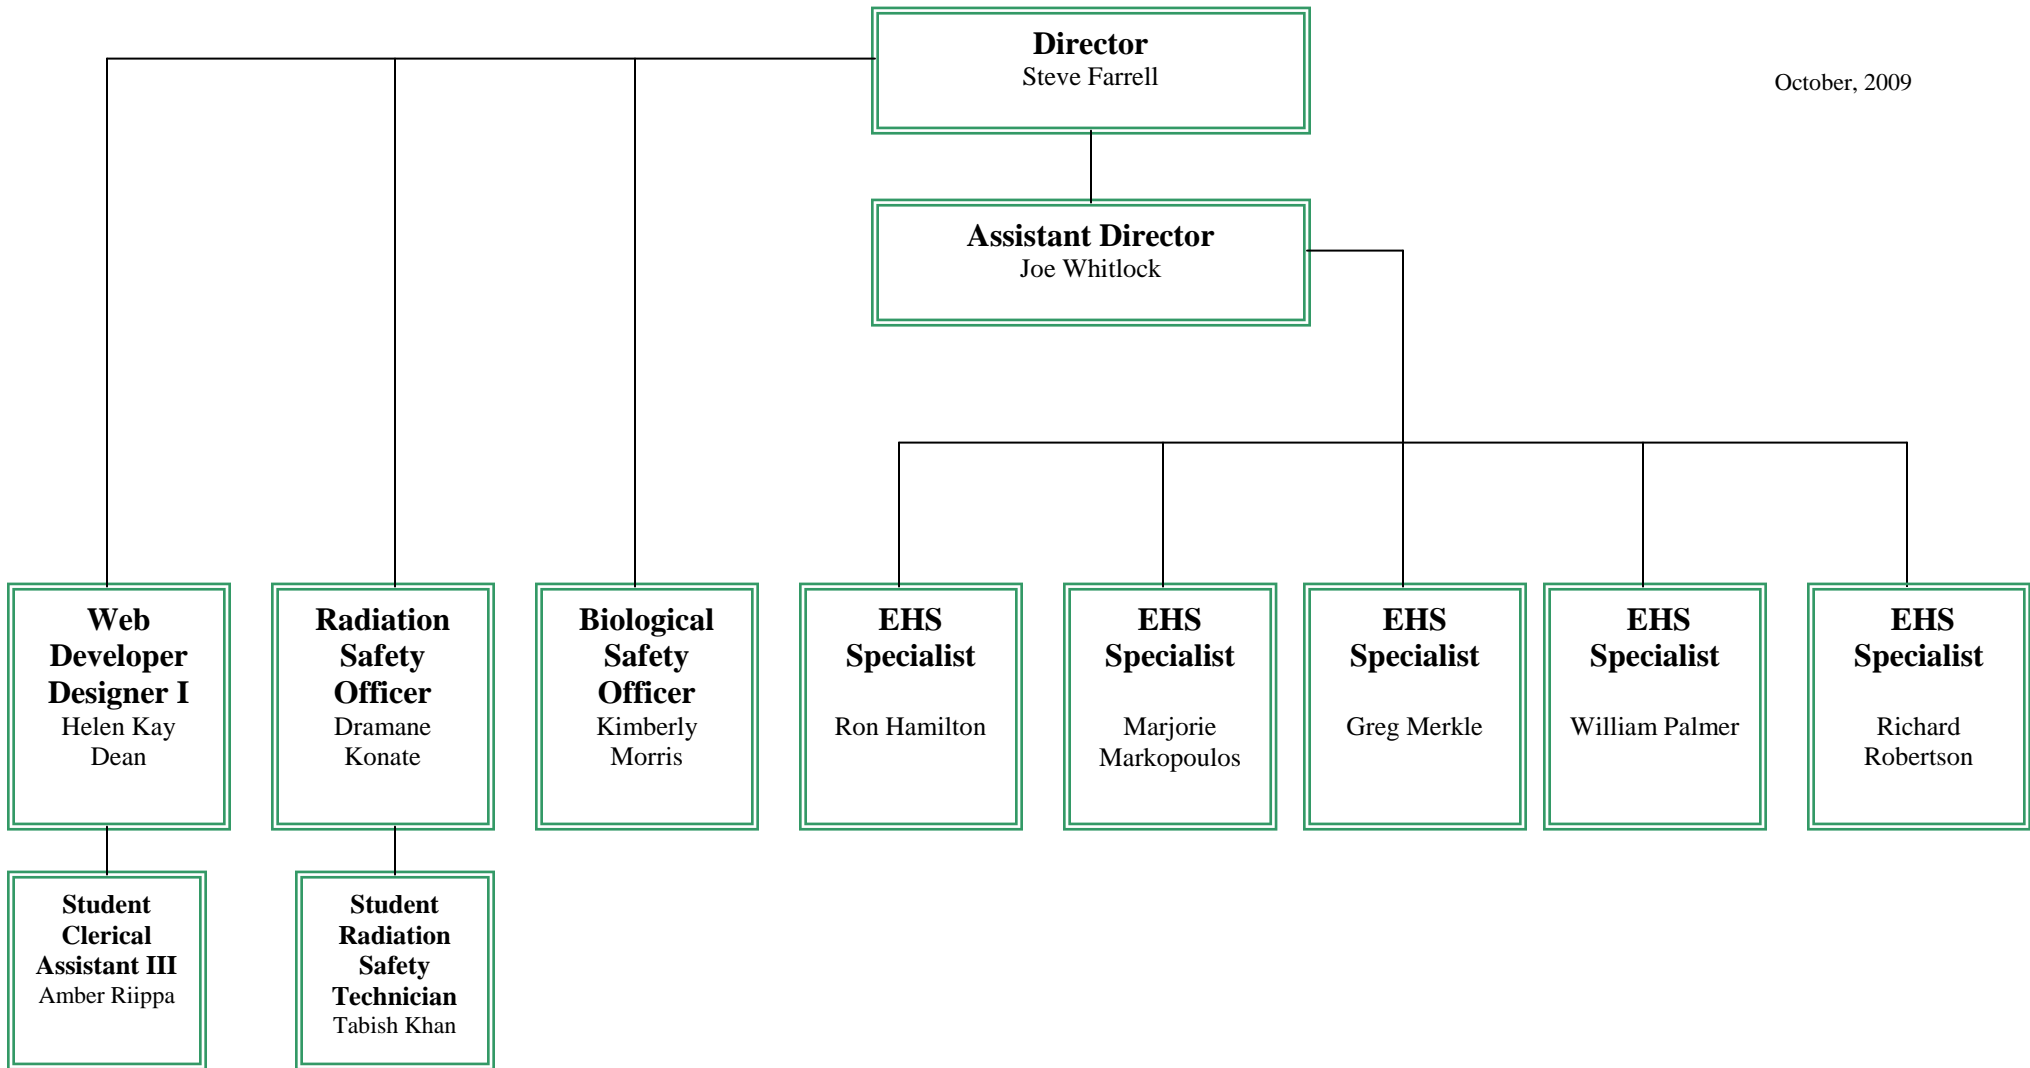 Director
Steve Farrell
October, 2009
Assistant Director
Joe Whitlock
Web
Developer
Designer I
Helen Kay
Dean
Radiation
Safety
Officer
Dramane
Konate
Biological
Safety
Officer
Kimberly
Morris
EHS
Specialist
Ron Hamilton
EHS
Specialist
Marjorie
Markopoulos
EHS
Specialist
Greg Merkle
EHS
Specialist
William Palmer
EHS
Specialist
Richard
Robertson
Student
Clerical
Assistant III
Amber Riippa
Student
Radiation
Safety
Technician
Tabish Khan